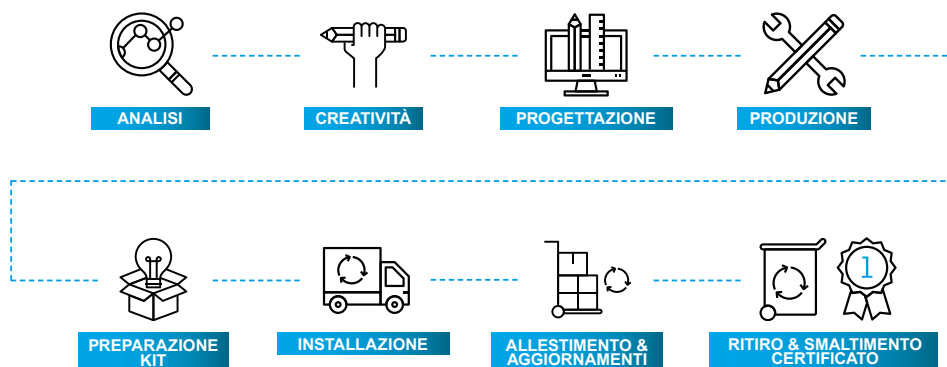 ANALISI
CREATIVITÀ
PROGETTAZIONE
PRODUZIONE
1
PREPARAZIONE
KIT
INSTALLAZIONE
ALLESTIMENTO &
AGGIORNAMENTI
RITIRO & SMALTIMENTO
CERTIFICATO